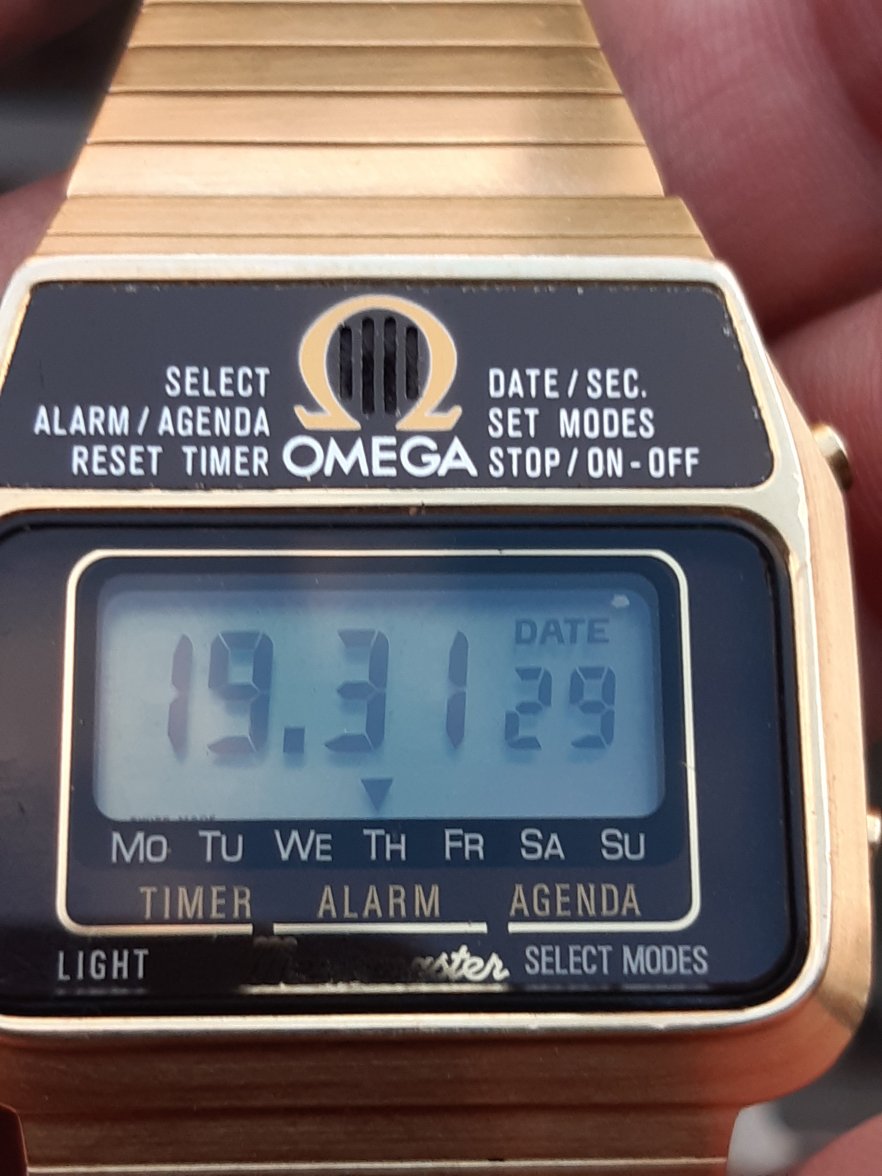 SELECT
ALARM / AGENDA
RESET TIMER
OMEGA
DATE / SEC.
SET MODES
STOP / ON - OFF
DATE
19.31 29
MO TU WE TH FR SA SU
TIMER ALARM AGENDA
LIGHT
SELECT MODES